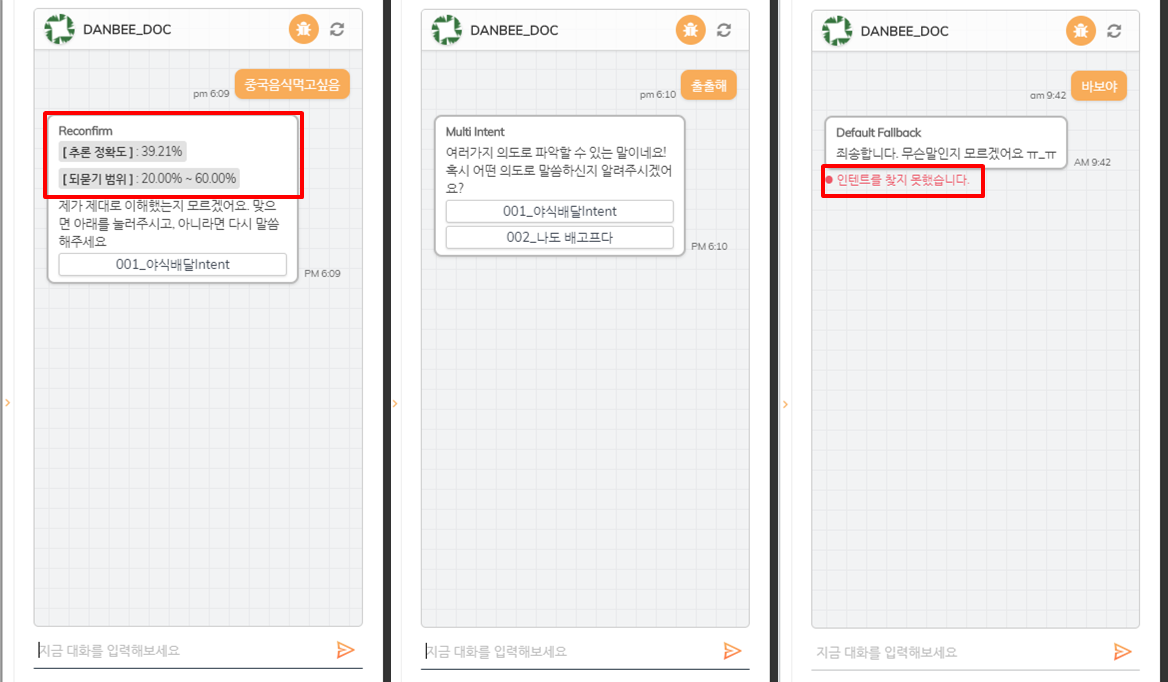 DANBEE_DOC
pm 6:09
중국음식먹고싶음
Reconfirm
[ 추론 정확도 ] : 39.21%
[ 되묻기 범위 ] : 20.00% ~ 60.00%
제가 제대로 이해했는지 모르겠어요. 맞으
면 아래를 눌러주시고, 아니라면 다시 말씀
해주세요
001_야식배달Intent
PM 6:09
지금 대화를 입력해보세요
DANBEE_DOC
pm 6:10
출출해
Multi Intent
여러가지 의도로 파악할 수 있는 말이네요!
혹시 어떤 의도로 말씀하신지 알려주시겠어
요?
001_야식배달Intent
002_나도 배고프다
PM 6:10
지금 대화를 입력해보세요
DANBEE_DOC
am 9:42
바보야
Default Fallback
죄송합니다. 무슨말인지 모르겠어요 ㅠ_ㅠ
AM 9:42
인텐트를 찾지 못했습니다.
지금 대화를 입력해보세요